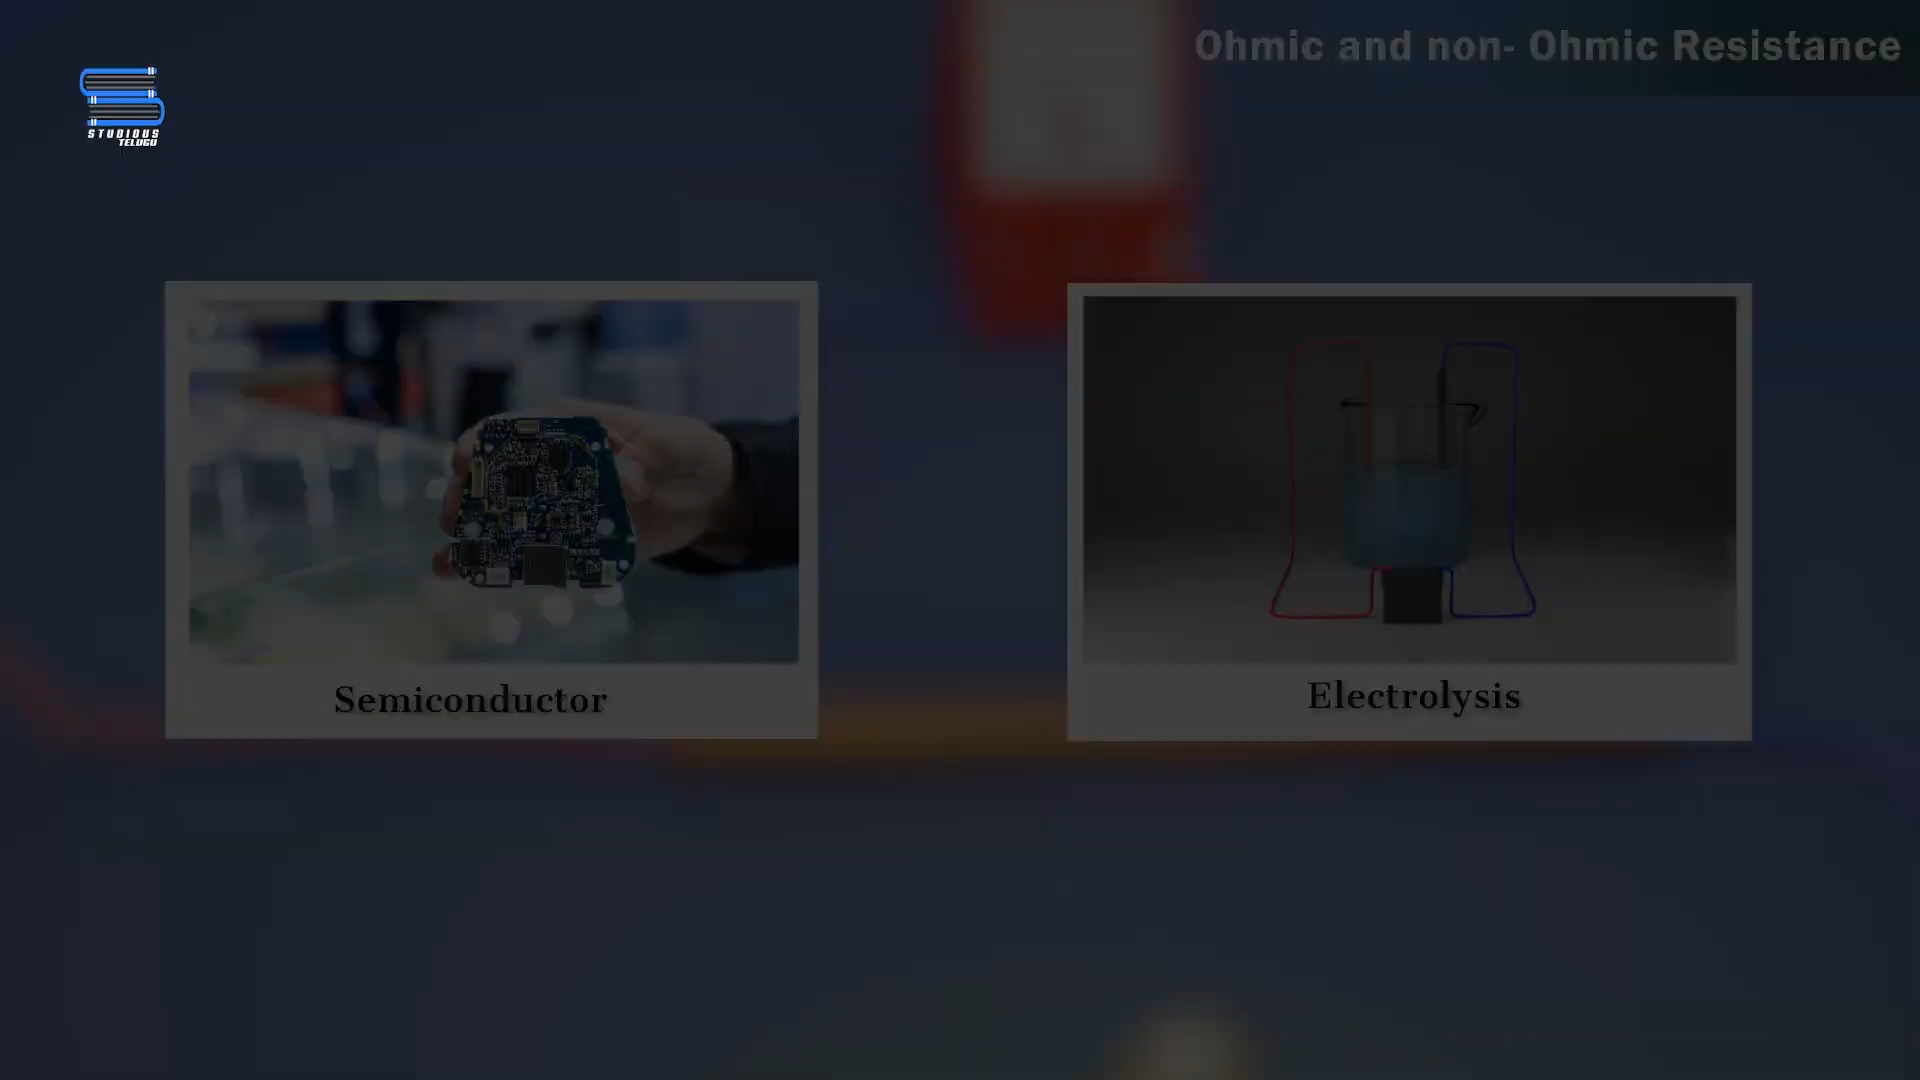 Ohmic and non- Ohmic Resistance
STUDIOUS
TELUGU
Semiconductor
Electrolysis